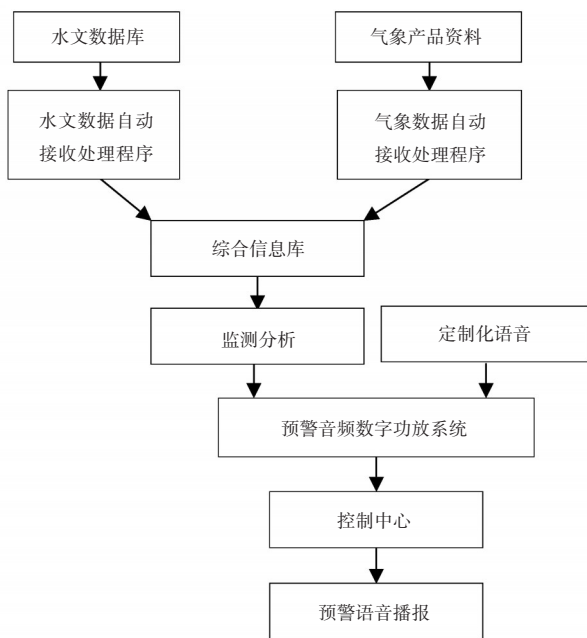 水文数据库
气象产品资料
水文数据自动
接收处理程序
气象数据自动
接收处理程序
综合信息库
监测分析
定制化语音
预警音频数字功放系统
控制中心
预警语音播报